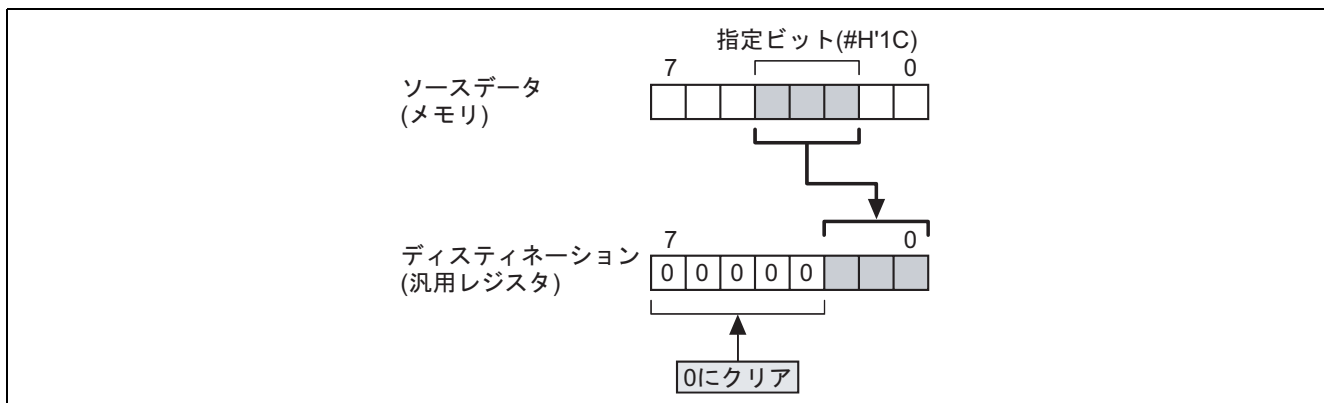 指定ビット(#H'1C)
7 0
ソースデータ
(メモリ)
7 0
ディスティネーション
(汎用レジスタ)
0 0 0 0 0
0にクリア